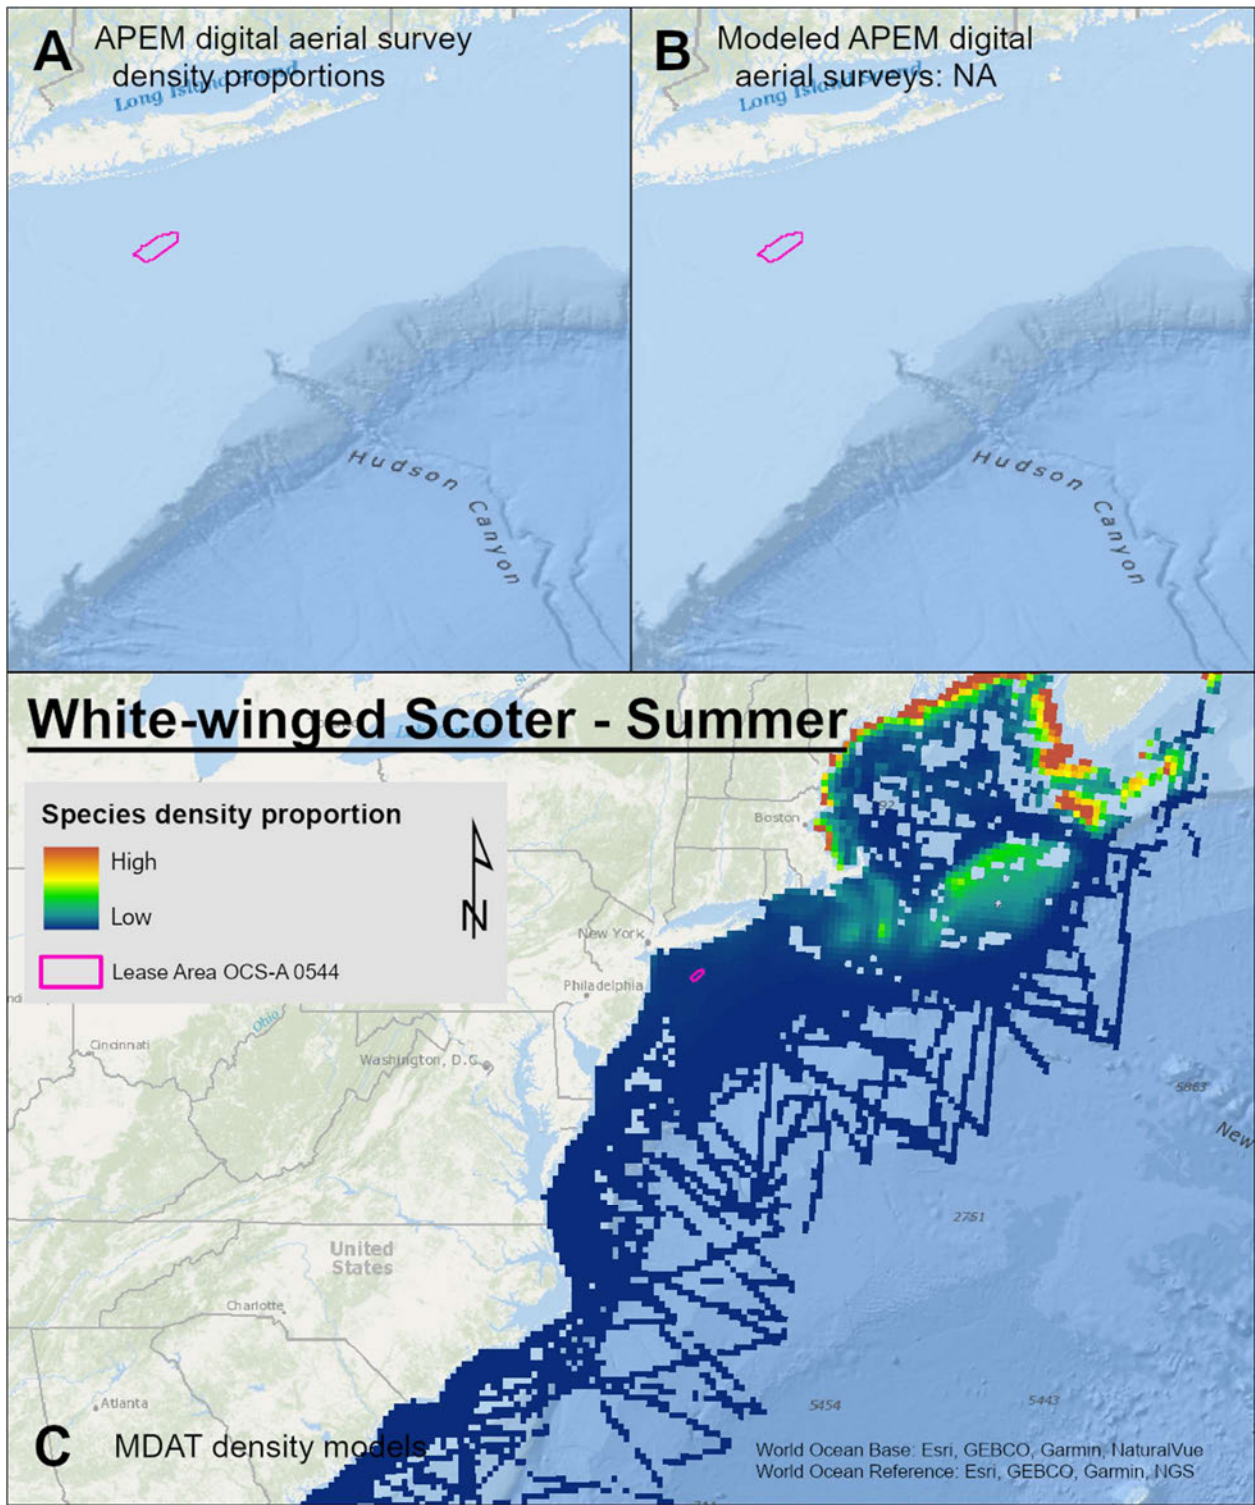 A
APEM digital aerial survey
density proportions
Long Island Sound
Hudson Canyon
B
Modeled APEM digital
aerial surveys: NA
Long Island Sound
Hudson Canyon
White-winged Scoter - Summer
Species density proportion
High
Low
N
Lease Area OCS-A 0544
Boston
New York
Philadelphia
Ohio
Cincinnati
Washington, D.C.
5863
New
2751
United
States
Charlotte
Atlanta
5454
5443
C
MDAT density models
World Ocean Base: Esri, GEBCO, Garmin, NaturalVue
World Ocean Reference: Esri, GEBCO, Garmin, NGS